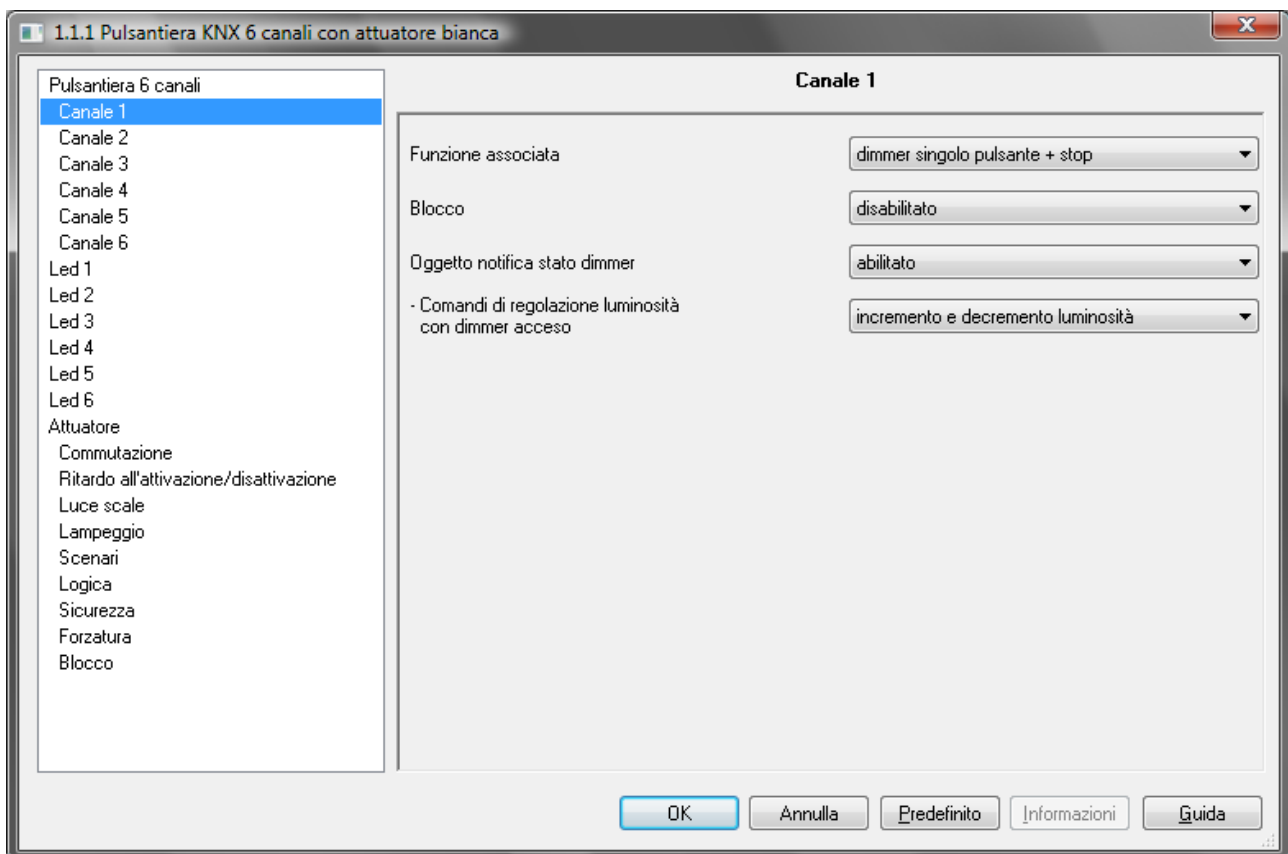 1.1.1 Pulsantiera KNX 6 canali con attuatore bianca
Pulsantiera 6 canali
Canale 1
Canale 2
Canale 3
Canale 4
Canale 5
Canale 6
Led 1
Led 2
Led 3
Led 4
Led 5
Led 6
Attuatore
Commutazione
Ritardo all'attivazione/disattivazione
Luce scale
Lampeggio
Scenari
Logica
Sicurezza
Forzatura
Blocco
Canale 1
Funzione associata
dimmer singolo pulsante + stop
Blocco
disabilitato
Oggetto notifica stato dimmer
abilitato
- Comandi di regolazione luminosità
con dimmer acceso
incremento e decremento luminosità
OK
Annulla
Predefinito
Informazioni
Guida